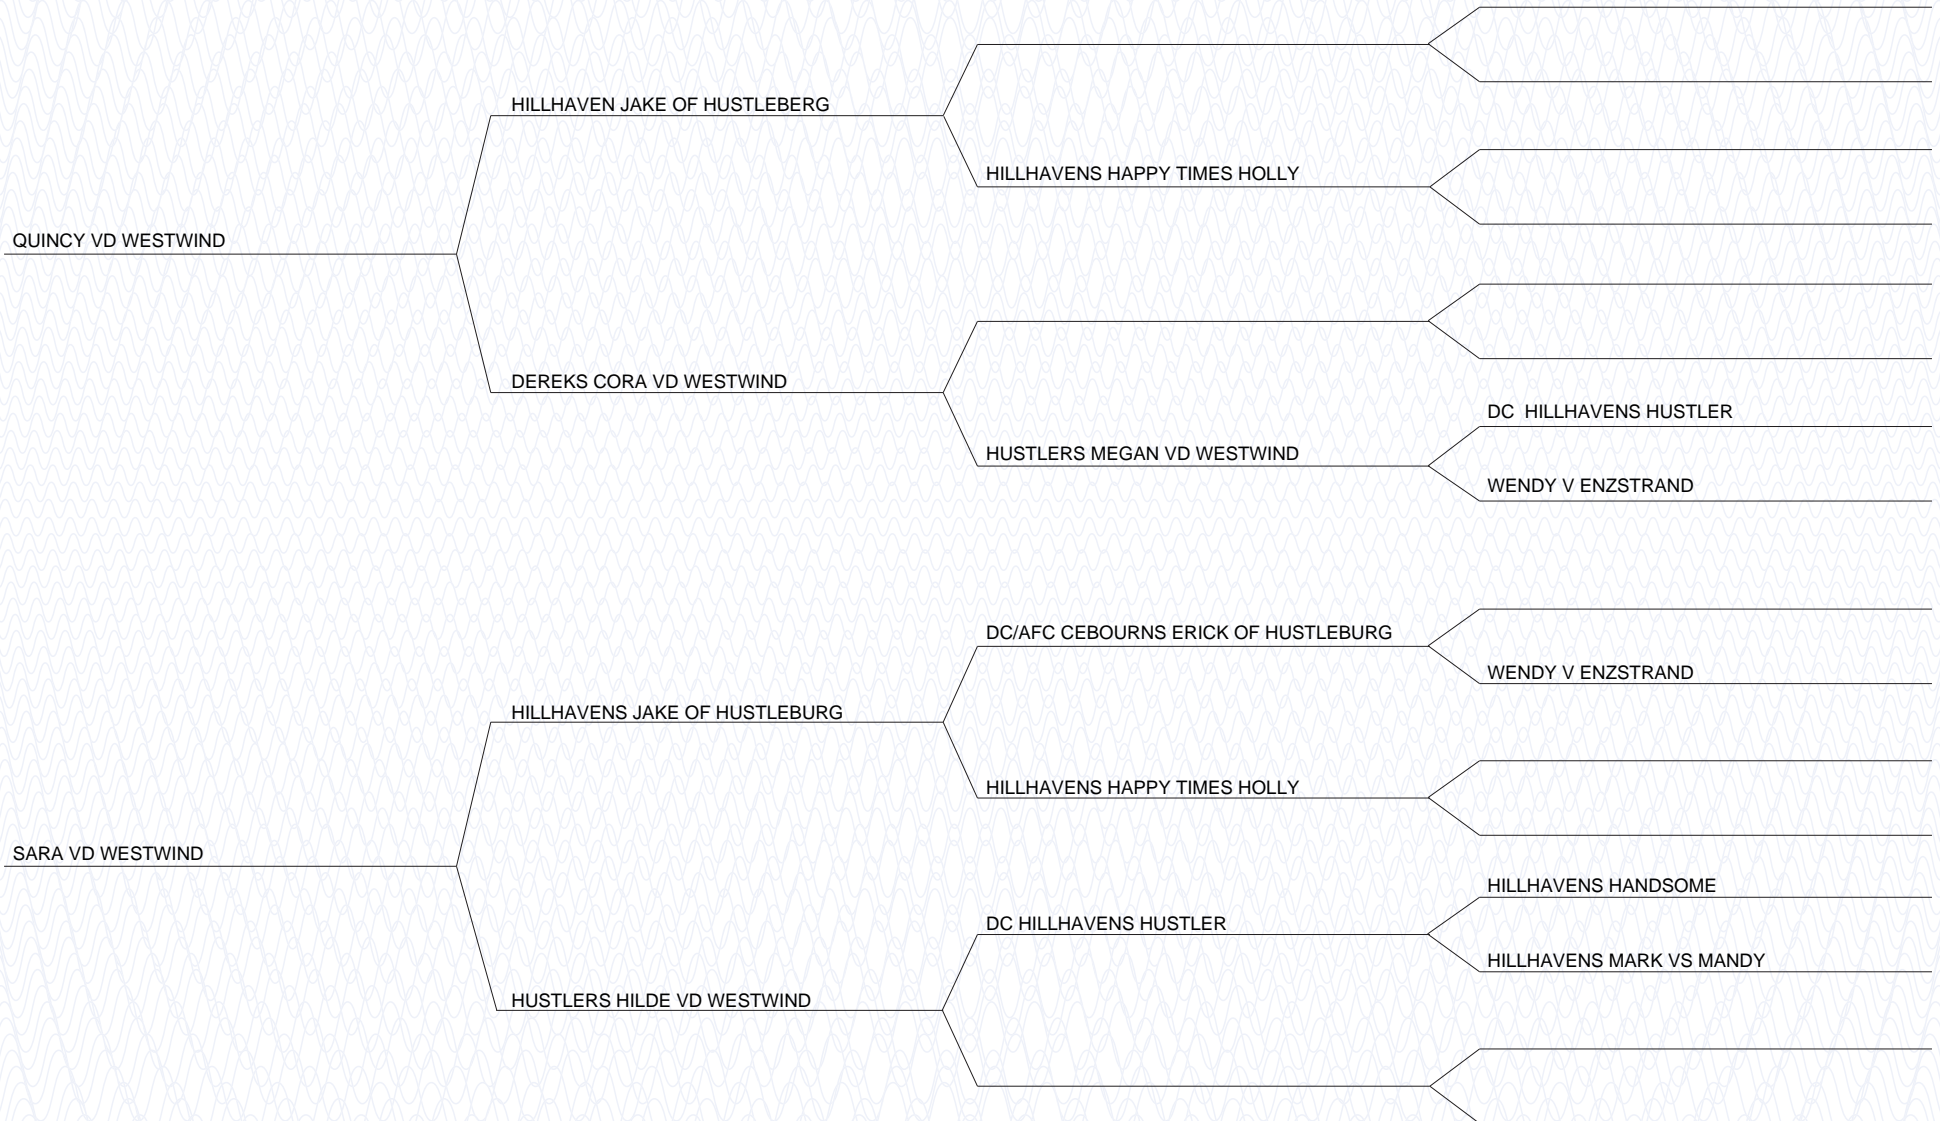 HILLHAVEN JAKE OF HUSTLEBERG
HILLHAVENS HAPPY TIMES HOLLY
QUINCY VD WESTWIND
DEREKS CORA VD WESTWIND
DC  HILLHAVENS HUSTLER
HUSTLERS MEGAN VD WESTWIND
WENDY V ENZSTRAND
DC/AFC CEBOURNS ERICK OF HUSTLEBURG
WENDY V ENZSTRAND
HILLHAVENS JAKE OF HUSTLEBURG
HILLHAVENS HAPPY TIMES HOLLY
SARA VD WESTWIND
HILLHAVENS HANDSOME
DC HILLHAVENS HUSTLER
HILLHAVENS MARK VS MANDY
HUSTLERS HILDE VD WESTWIND